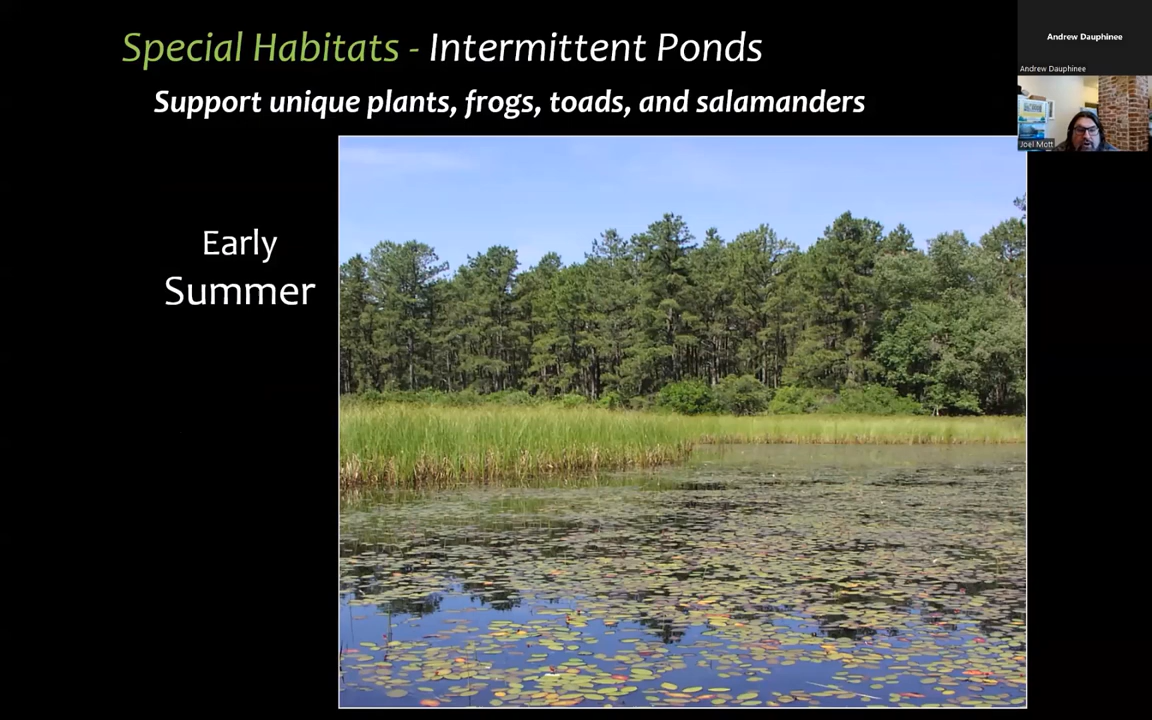 Special Habitats - Intermittent Ponds
Support unique plants, frogs, toads, and salamanders
Early
Summer
Andrew Dauphinee
Andrew Dauphinee
Joel Mott